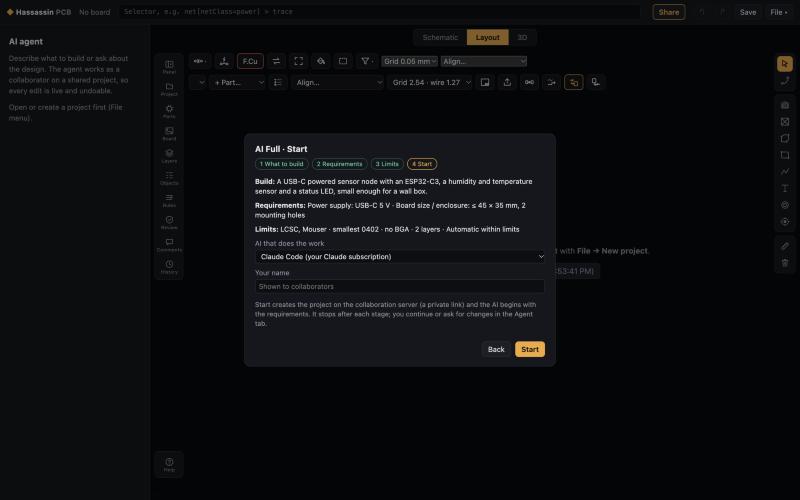 Hassassin PCB
No board
Selector, e.g. net[netClass=power] > trace
Share
Save
File
AI agent
Describe what to build or ask about
the design. The agent works as a
collaborator on a shared project, so
every edit is live and undoable.
Open or create a project first (File
menu).
Schematic
Layout
3D
F.Cu
Grid 0.05 mm
Align...
+ Part...
Align...
Grid 2.54 · wire 1.27
Panel
Project
Parts
Board
Layers
Objects
Rules
Review
Comments
History
Help
AI Full · Start
1 What to build
2 Requirements
3 Limits
4 Start
Build: A USB-C powered sensor node with an ESP32-C3, a humidity and temperature
sensor and a status LED, small enough for a wall box.
Requirements: Power supply: USB-C 5 V · Board size / enclosure: ≤ 45 × 35 mm, 2
mounting holes
Limits: LCSC, Mouser · smallest 0402 · no BGA · 2 layers · Automatic within limits
AI that does the work
Claude Code (your Claude subscription)
Your name
Shown to collaborators
Start creates the project on the collaboration server (a private link) and the AI begins with
the requirements. It stops after each stage; you continue or ask for changes in the Agent
tab.
Back
Start
t with File → New project.
:53:41 PM)